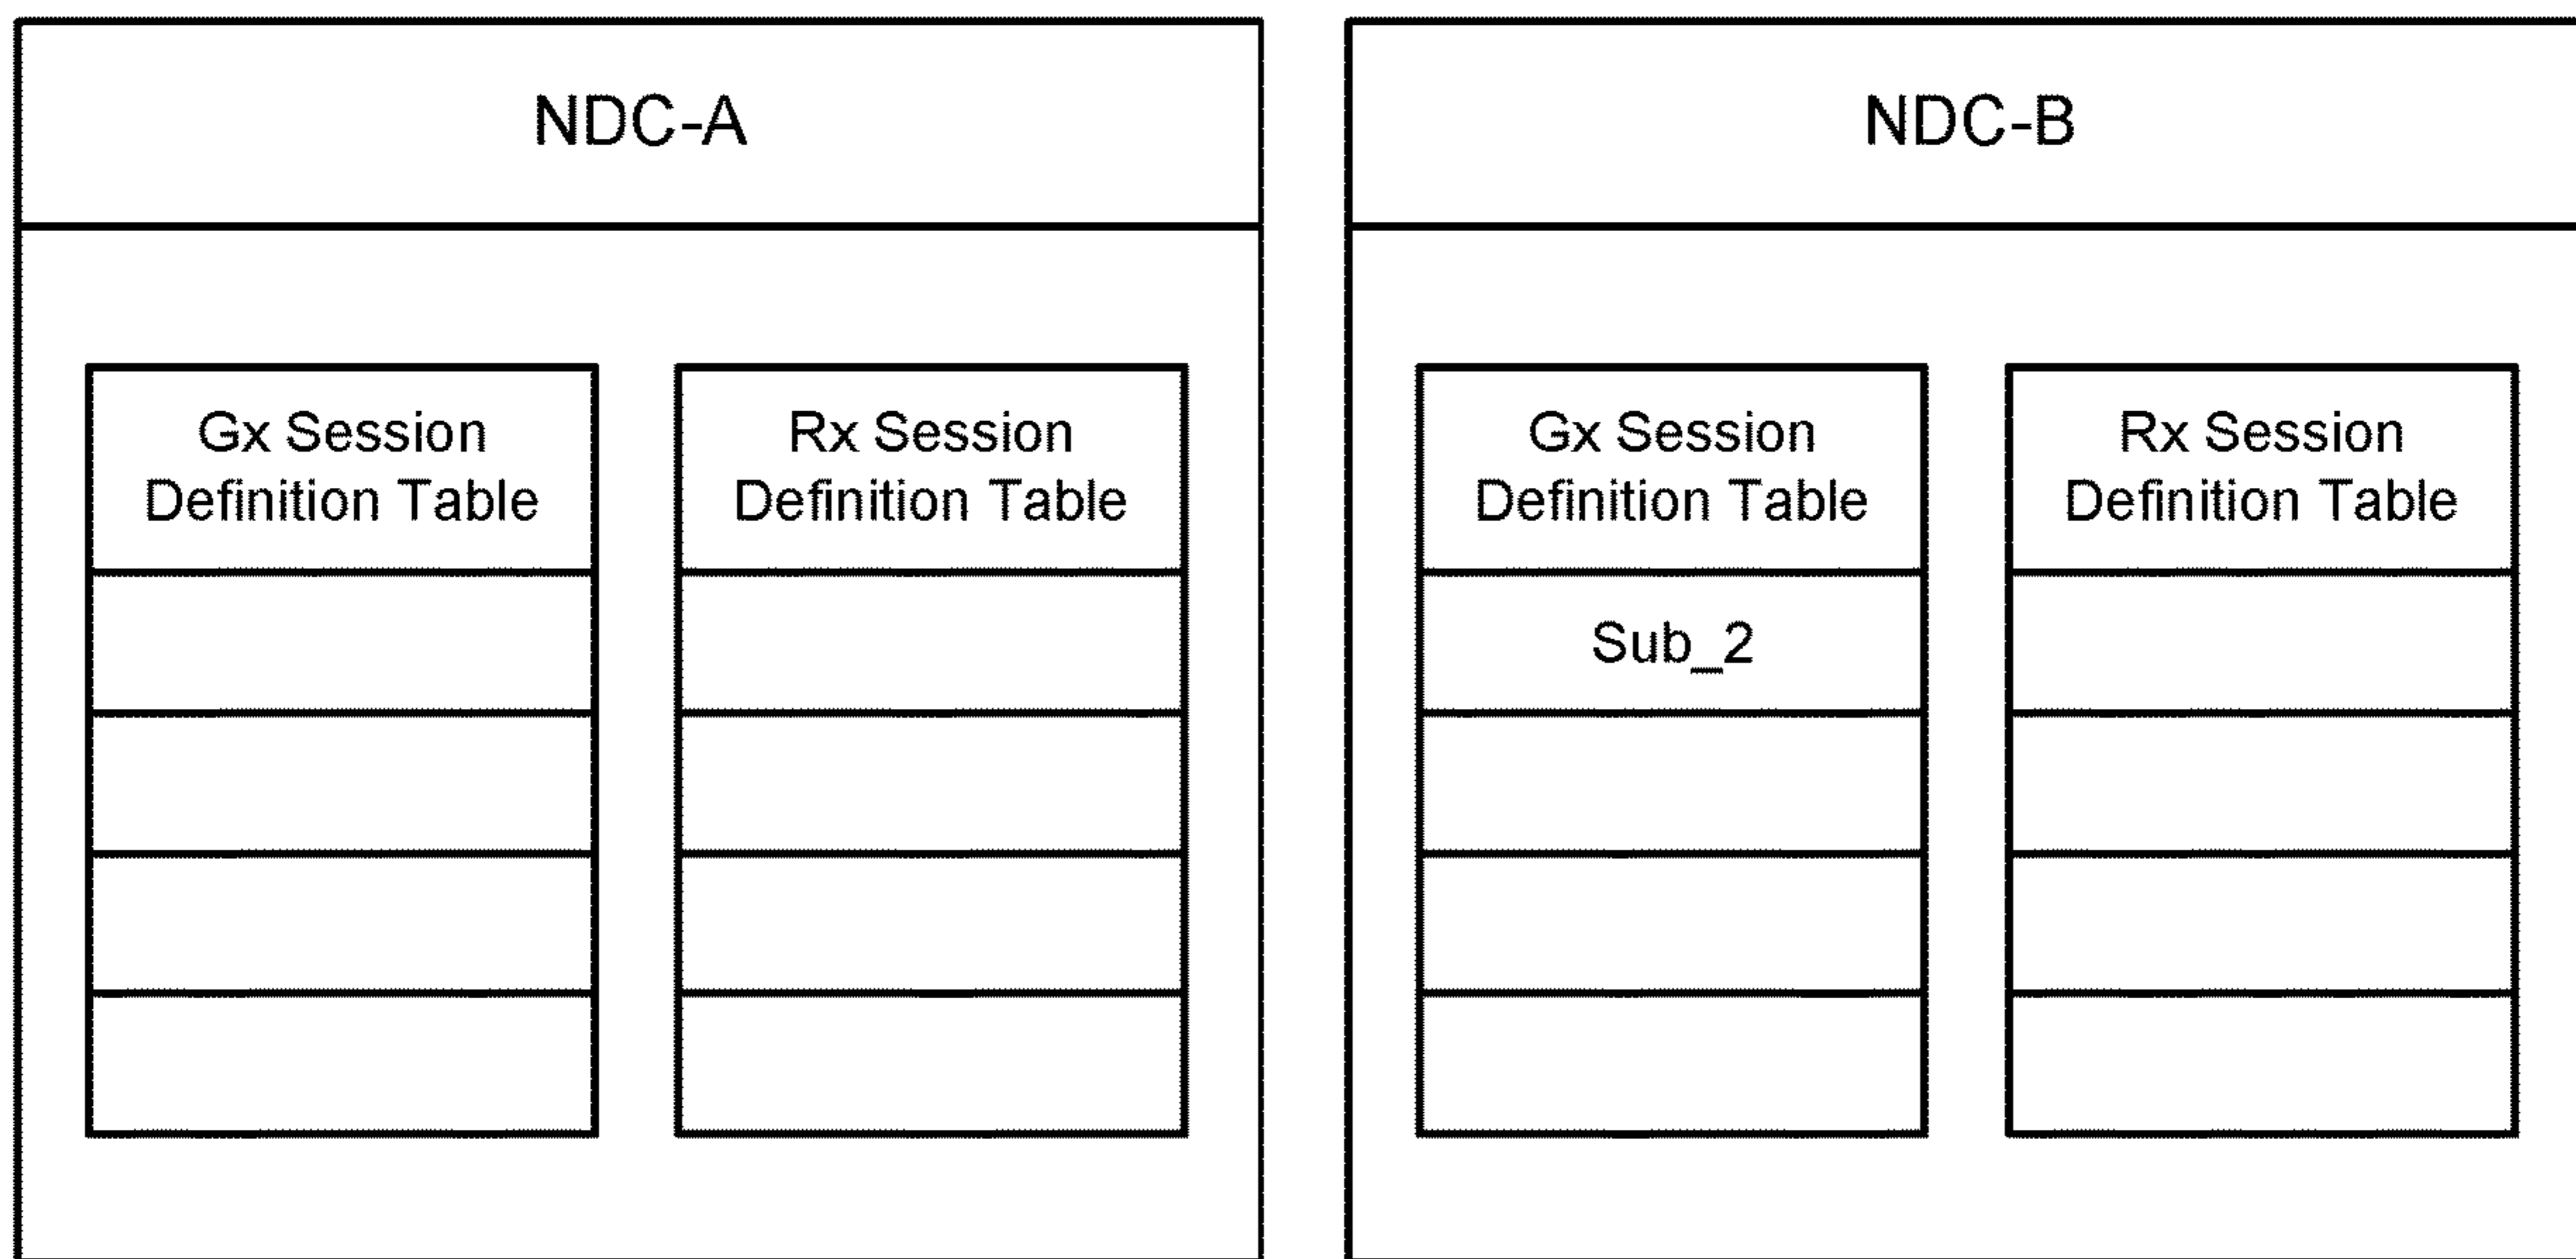 NDC-A
Gx Session
Definition Table
Rx Session
Definition Table
NDC-B
Gx Session
Definition Table
Sub_2
Rx Session
Definition Table